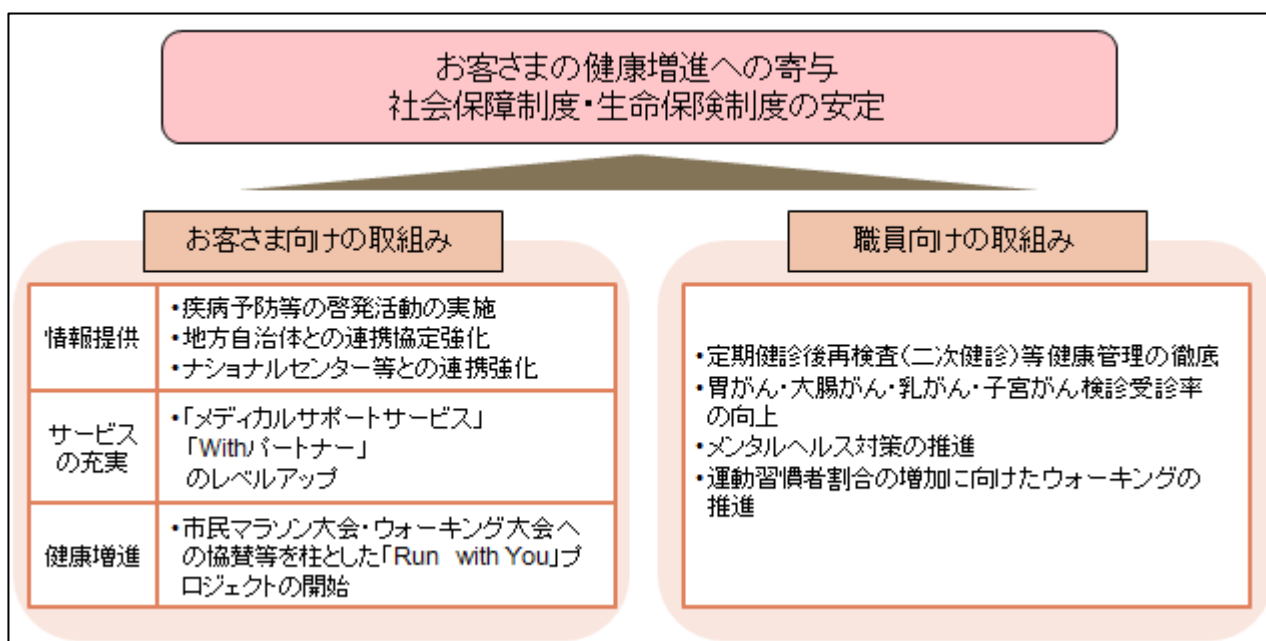 お客さまの健康増進への寄与
社会保障制度・生命保険制度の安定
お客さま向けの取組み
情報提供
・疾病予防等の啓発活動の実施
・地方自治体との連携協定強化
・ナショナルセンター等との連携強化
サービス
の充実
・「メディカルサポートサービス」
「Withパートナー」
のレベルアップ
健康増進
・市民マラソン大会・ウォーキング大会へ
の協賛等を柱とした「Run with You」プ
ロジェクトの開始
職員向けの取組み
・定期健診後再検査(二次健診)等健康管理の徹底
・胃がん・大腸がん・乳がん・子宮がん検診受診率
の向上
・メンタルヘルス対策の推進
・運動習慣者割合の増加に向けたウォーキングの
推進